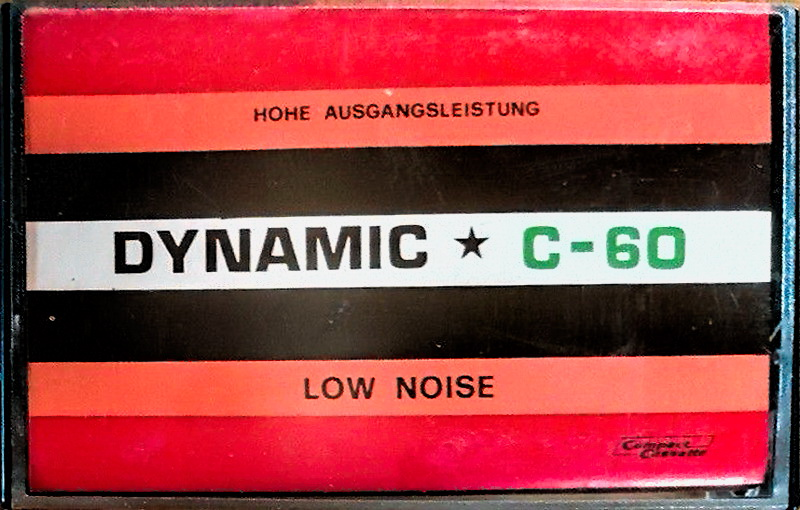 HOHE AUSGANGSLEISTUNG
DYNAMIC ★ C-60
LOW NOISE
Compact
Cassette